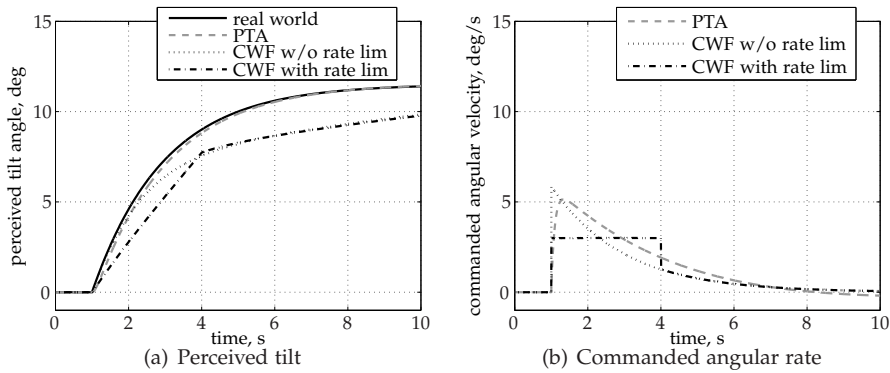 real world
PTA
CWF w/o rate lim
CWF with rate lim
15
10
5
0
perceived tilt angle, deg
0 2 4 6 8 10
time, s
(a) Perceived tilt
PTA
CWF w/o rate lim
CWF with rate lim
15
10
5
0
commanded angular velocity, deg/s
0 2 4 6 8 10
time, s
(b) Commanded angular rate